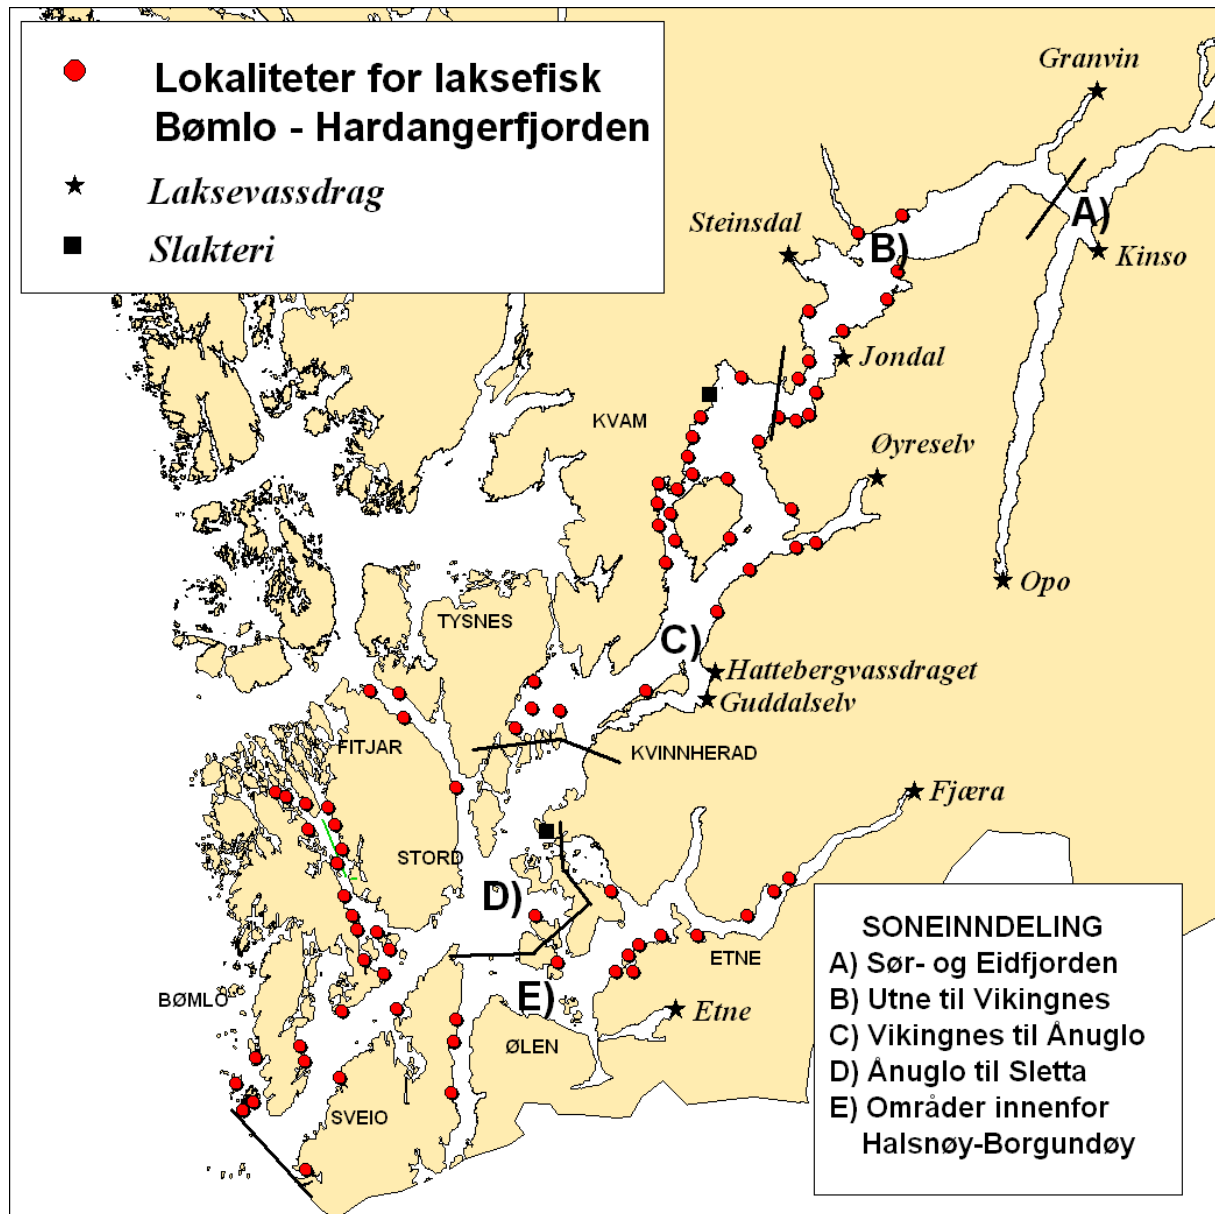 Lokaliteter for laksefisk
Bømlo - Hardangerfjorden
Laksevassdrag
Slakteri
Granvin
Steinsdal
A)
B)
Kinso
Jondal
KVAM
Øyreselv
Opo
TYSNES
C)
Hattebergvassdraget
Guddalselv
FITJAR
KVINNHERAD
Fjæra
STORD
D)
ETNE
BØMLO
E)
Etne
ØLEN
SVEIO
SONEINNDELING
A) Sør- og Eidfjorden
B) Utne til Vikingnes
C) Vikingnes til Ånuglo
D) Ånuglo til Sletta
E) Områder innenfor
Halsnøy-Borgundøy